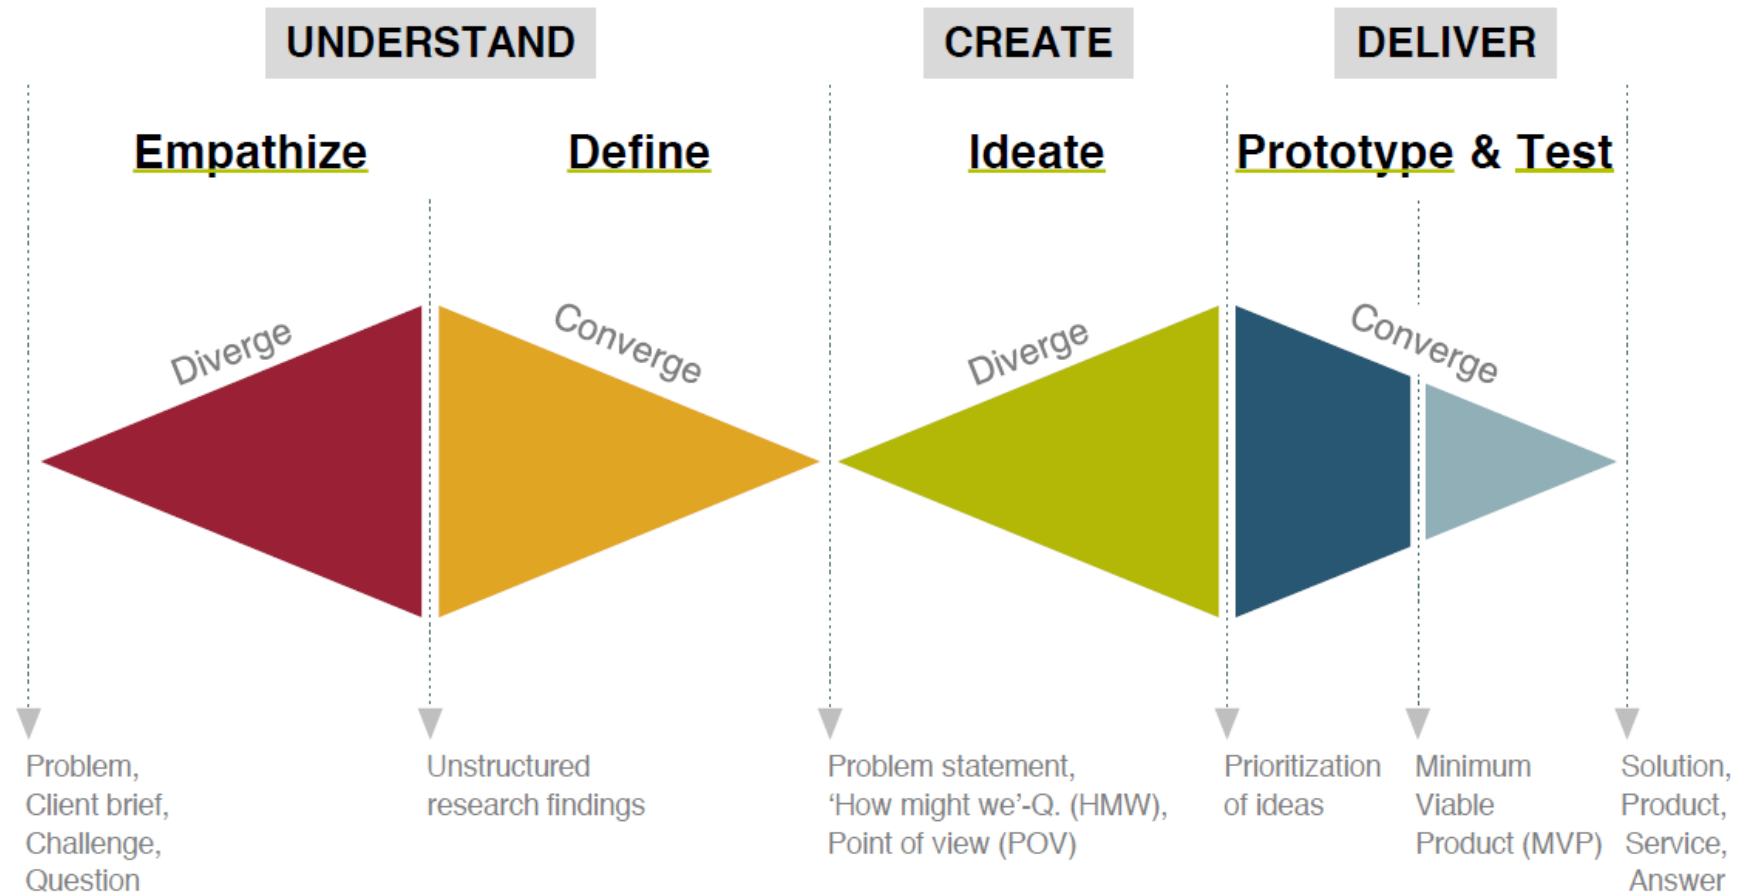 UNDERSTAND
CREATE
DELIVER
Empathize
Define
Ideate
Prototype & Test
Diverge
Converge
Diverge
Converge
Problem,
Client brief,
Challenge,
Question
Unstructured
research findings
Problem statement,
‘How might we’-Q. (HMW),
Point of view (POV)
Prioritization
of ideas
Minimum
Viable
Product (MVP)
Solution,
Product,
Service,
Answer